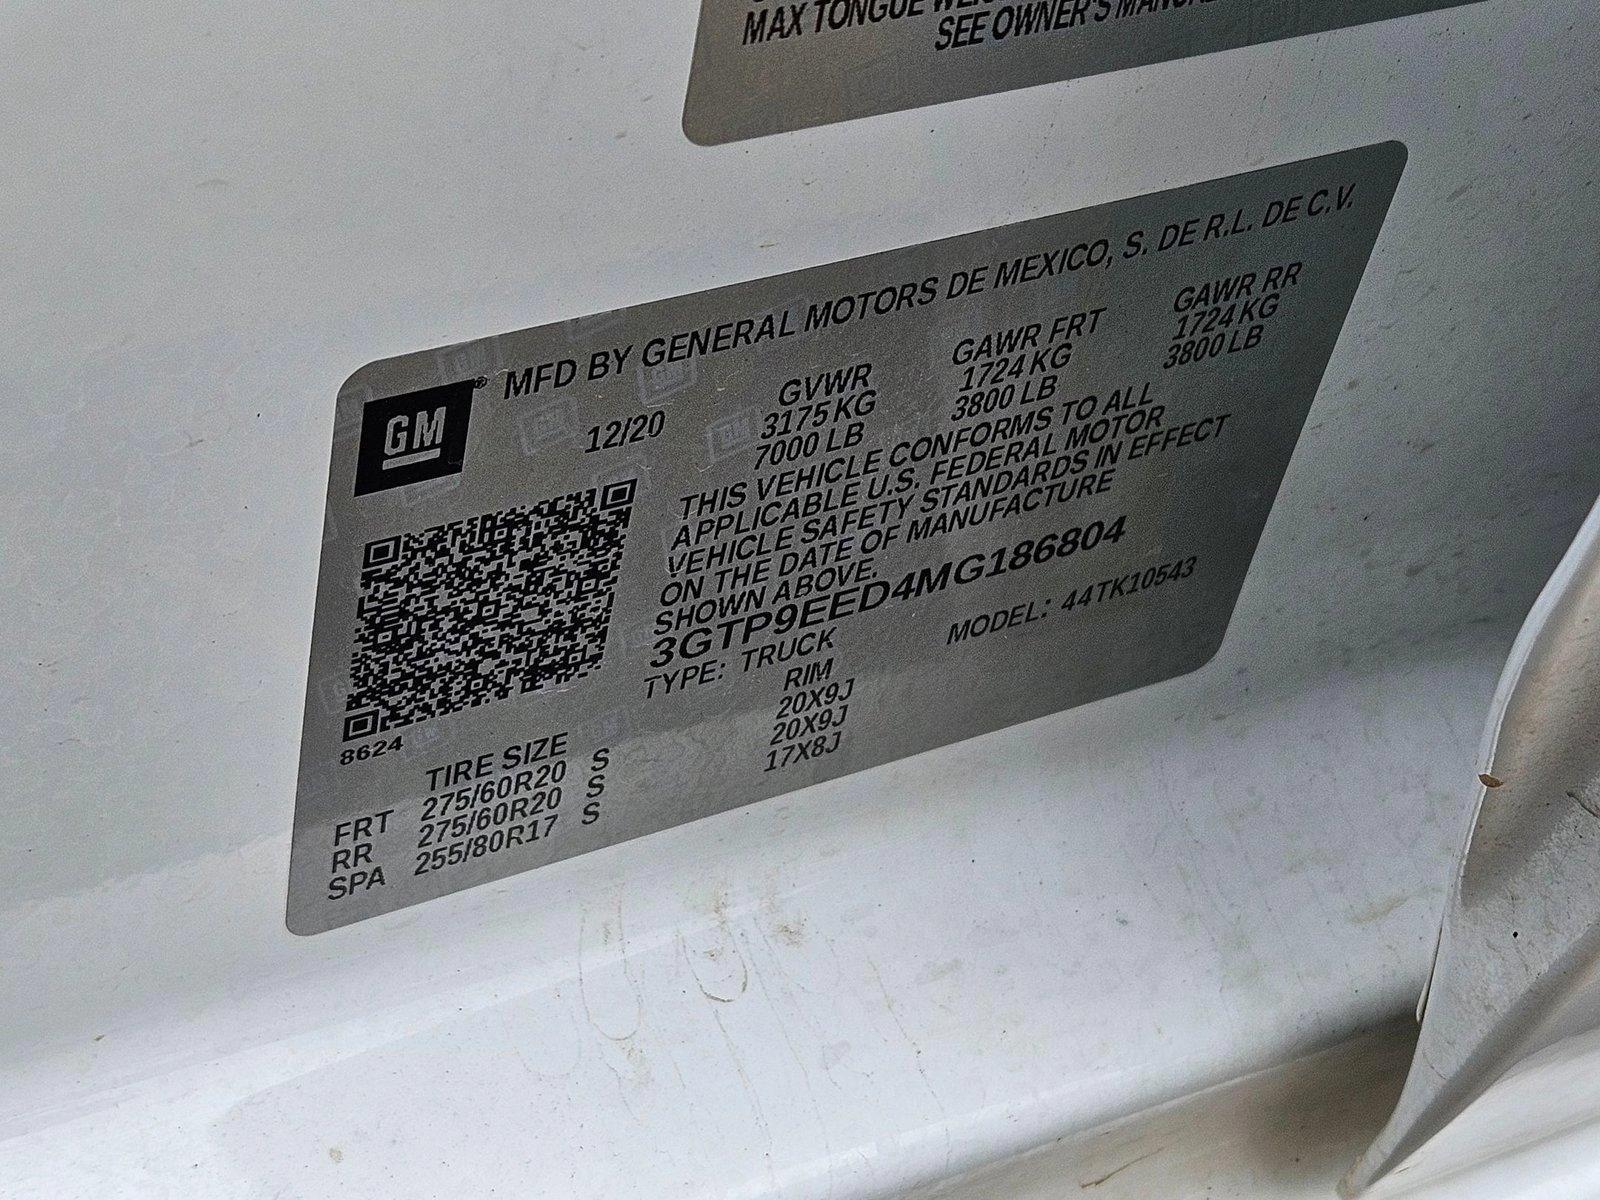 MAX TONGUE
SEE OWNER'S
GM
® MFD BY GENERAL MOTORS DE MEXICO, S. DE R.L. DE C.V.
12/20
GVWR GAWR FRT GAWR RR
3175 KG 1724 KG 1724 KG
7000 LB 3800 LB 3800 LB
THIS VEHICLE CONFORMS TO ALL
APPLICABLE U.S. FEDERAL MOTOR
VEHICLE SAFETY STANDARDS IN EFFECT
ON THE DATE OF MANUFACTURE
SHOWN ABOVE.
3GTP9EED4MG186804
TYPE: TRUCK MODEL: 44TK10543
8624
TIRE SIZE RIM
FRT 275/60R20 S 20X9J
RR 275/60R20 S 20X9J
SPA 255/80R17 S 17X8J